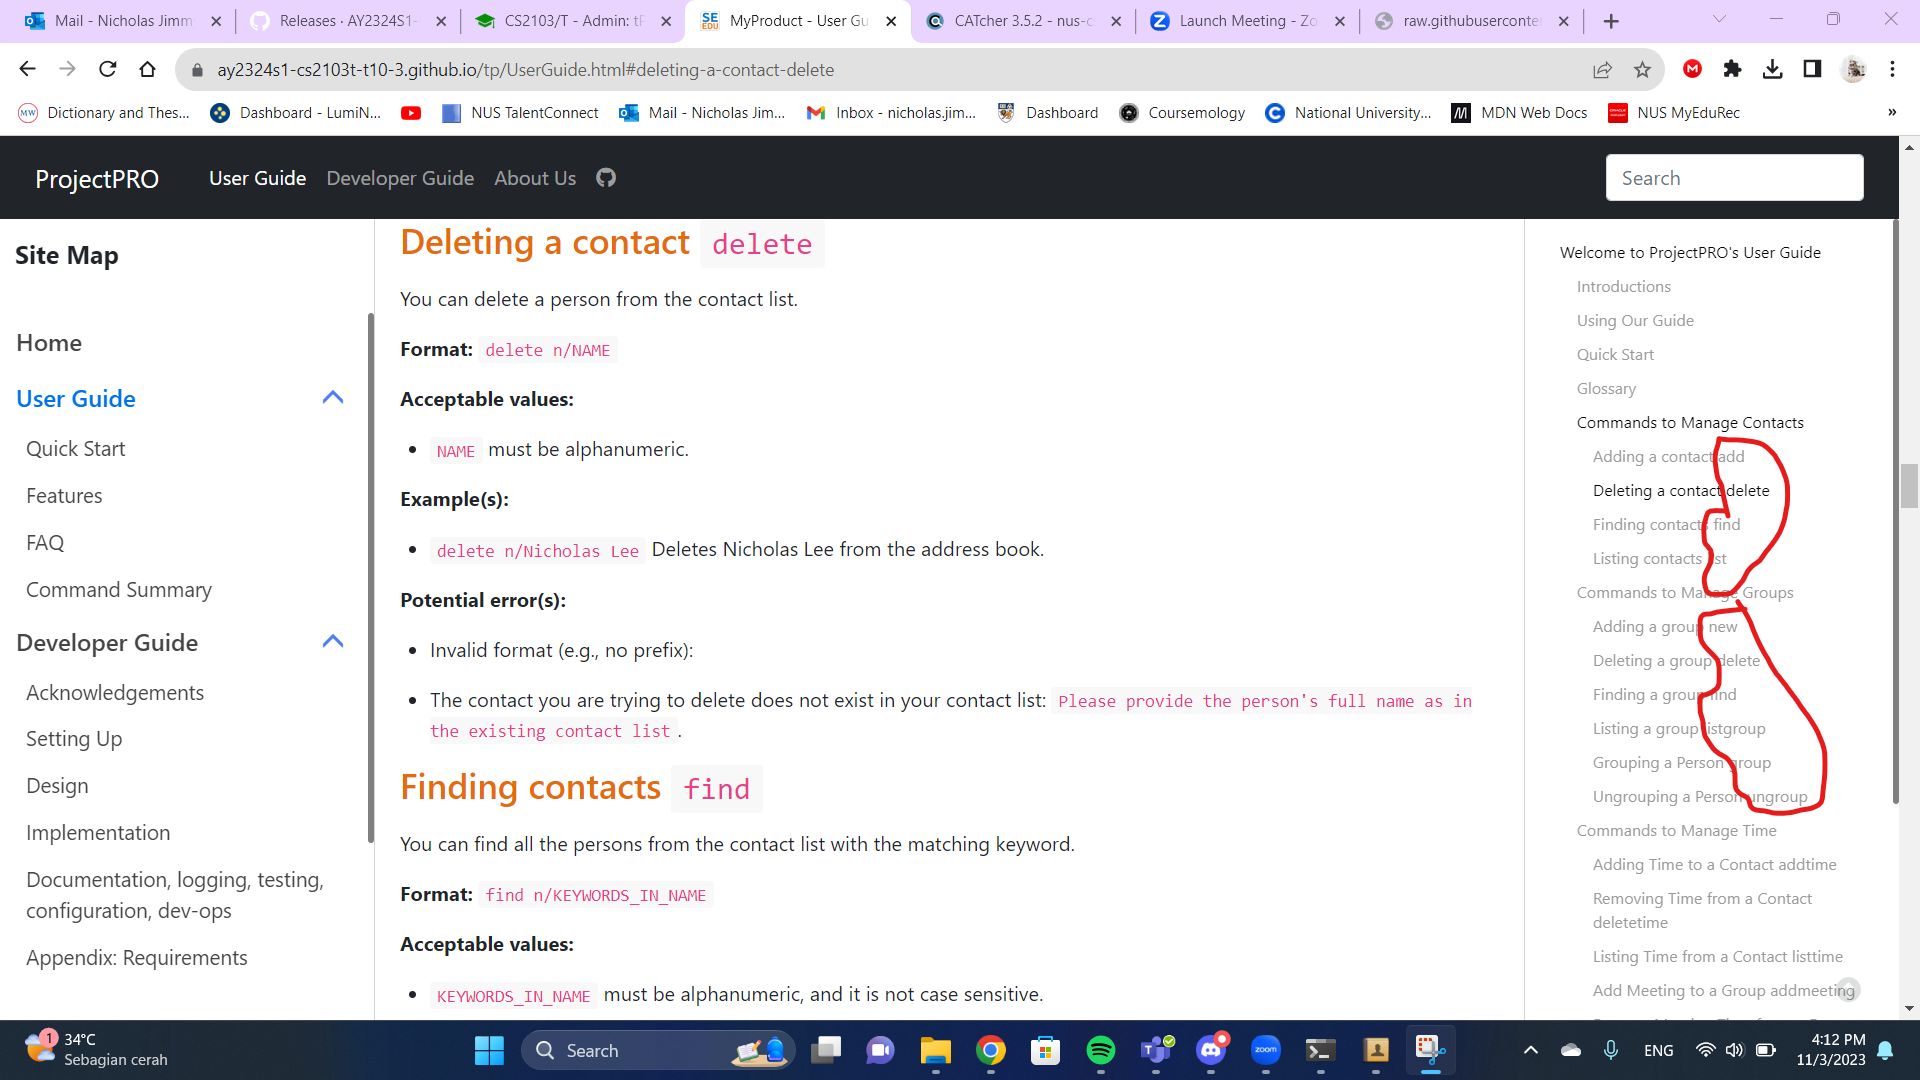 Mail - Nicholas Jimm
Releases · AY2324S1-
CS2103/T - Admin: tP
MyProduct - User Gu
CATcher 3.5.2 - nus-c
Launch Meeting - Zo
raw.githubuserconte
ay2324s1-cs2103t-t10-3.github.io/tp/UserGuide.html#deleting-a-contact-delete
Dictionary and Thes...
Dashboard - LumiN...
NUS TalentConnect
Mail - Nicholas Jim...
Inbox - nicholas.jim...
Dashboard
Coursemology
National University...
MDN Web Docs
NUS MyEduRec
»
ProjectPRO
User Guide
Developer Guide
About Us
Search
Site Map
Home
User Guide
Quick Start
Features
FAQ
Command Summary
Developer Guide
Acknowledgements
Setting Up
Design
Implementation
Documentation, logging, testing,
configuration, dev-ops
Appendix: Requirements
Deleting a contact delete
You can delete a person from the contact list.
Format: delete n/NAME
Acceptable values:
• NAME must be alphanumeric.
Example(s):
• delete n/Nicholas Lee Deletes Nicholas Lee from the address book.
Potential error(s):
• Invalid format (e.g., no prefix):
• The contact you are trying to delete does not exist in your contact list: Please provide the person's full name as in
the existing contact list .
Finding contacts find
You can find all the persons from the contact list with the matching keyword.
Format: find n/KEYWORDS_IN_NAME
Acceptable values:
• KEYWORDS_IN_NAME must be alphanumeric, and it is not case sensitive.
Welcome to ProjectPRO's User Guide
Introductions
Using Our Guide
Quick Start
Glossary
Commands to Manage Contacts
Adding a contact add
Deleting a contact delete
Finding contacts find
Listing contacts list
Commands to Manage Groups
Adding a group new
Deleting a group delete
Finding a group find
Listing a group listgroup
Grouping a Person group
Ungrouping a Person ungroup
Commands to Manage Time
Adding Time to a Contact addtime
Removing Time from a Contact
deletetime
Listing Time from a Contact listtime
Add Meeting to a Group addmeeting
1
34°C
Sebagian cerah
Search
zoom
ENG
4:12 PM
11/3/2023